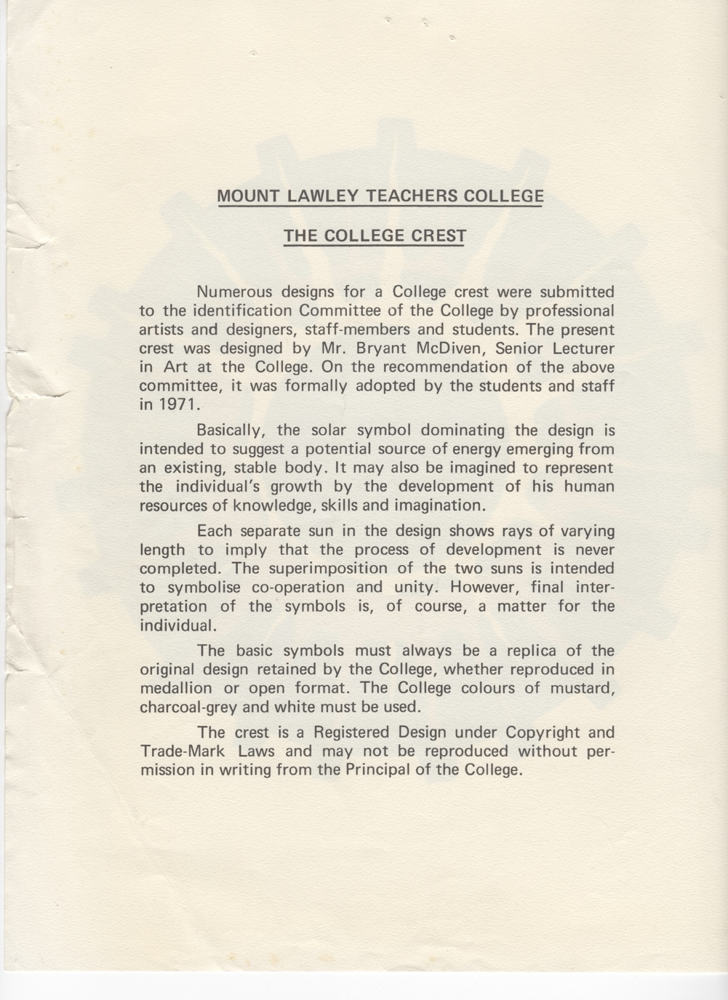 MOUNT LAWLEY TEACHERS COLLEGE
THE COLLEGE CREST
Numerous designs for a College crest were submitted
to the identification Committee of the College by professional
artists and designers, staff-members and students. The present
crest was designed by Mr. Bryant McDiven, Senior Lecturer
in Art at the College. On the recommendation of the above
committee, it was formally adopted by the students and staff
in 1971.
Basically, the solar symbol dominating the design is
intended to suggest a potential source of energy emerging from
an existing, stable body. It may also be imagined to represent
the individual's growth by the development of his human
resources of knowledge, skills and imagination.
Each separate sun in the design shows rays of varying
length to imply that the process of development is never
completed. The superimposition of the two suns is intended
to symbolise co-operation and unity. However, final inter-
pretation of the symbols is, of course, a matter for the
individual.
The basic symbols must always be a replica of the
original design retained by the College, whether reproduced in
medallion or open format. The College colours of mustard,
charcoal-grey and white must be used.
The crest is a Registered Design under Copyright and
Trade-Mark Laws and may not be reproduced without per-
mission in writing from the Principal of the College.